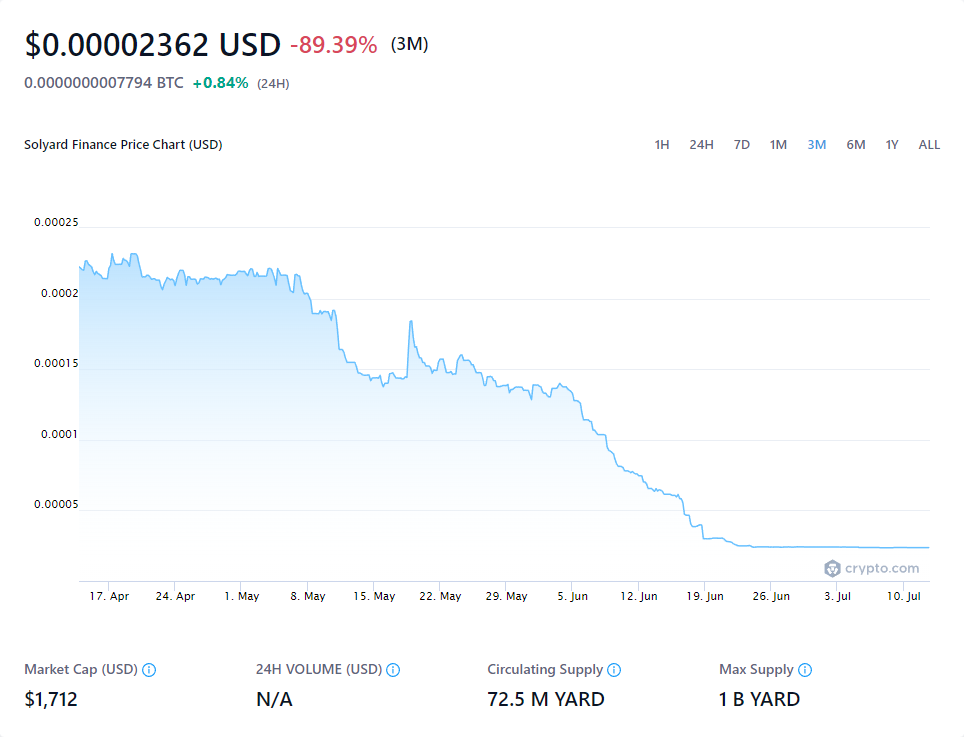 $0.00002362 USD -89.39% (3M)
0.0000000007794 BTC +0.84% (24H)
Solyard Finance Price Chart (USD) 1H 24H 7D 1M 3M 6M 1Y ALL
0.00025
0.0002
0.00015
0.0001
0.00005
crypto.com
17. Apr 24. Apr 1. May 8. May 15. May 22. May 29. May 5. Jun 12. Jun 19. Jun 26. Jun 3. Jul 10. Jul
Market Cap (USD) 24H VOLUME (USD) Circulating Supply Max Supply
$1,712 N/A 72.5 M YARD 1 B YARD